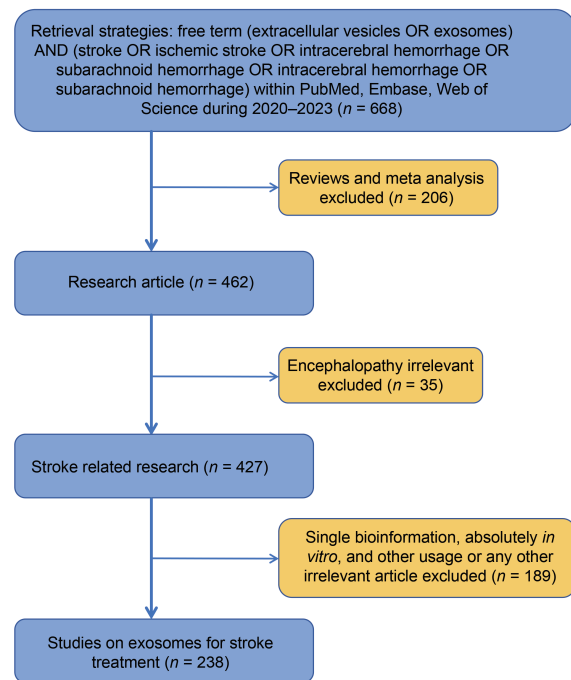 Retrieval strategies: free term (extracellular vesicles OR exosomes)
AND (stroke OR ischemic stroke OR intracerebral hemorrhage OR
subarachnoid hemorrhage OR intracerebral hemorrhage OR
subarachnoid hemorrhage) within PubMed, Embase, Web of
Science during 2020–2023 (n = 668)
Reviews and meta analysis
excluded (n = 206)
Research article (n = 462)
Encephalopathy irrelevant
excluded (n = 35)
Stroke related research (n = 427)
Single bioinformation, absolutely in
vitro, and other usage or any other
irrelevant article excluded (n = 189)
Studies on exosomes for stroke
treatment (n = 238)